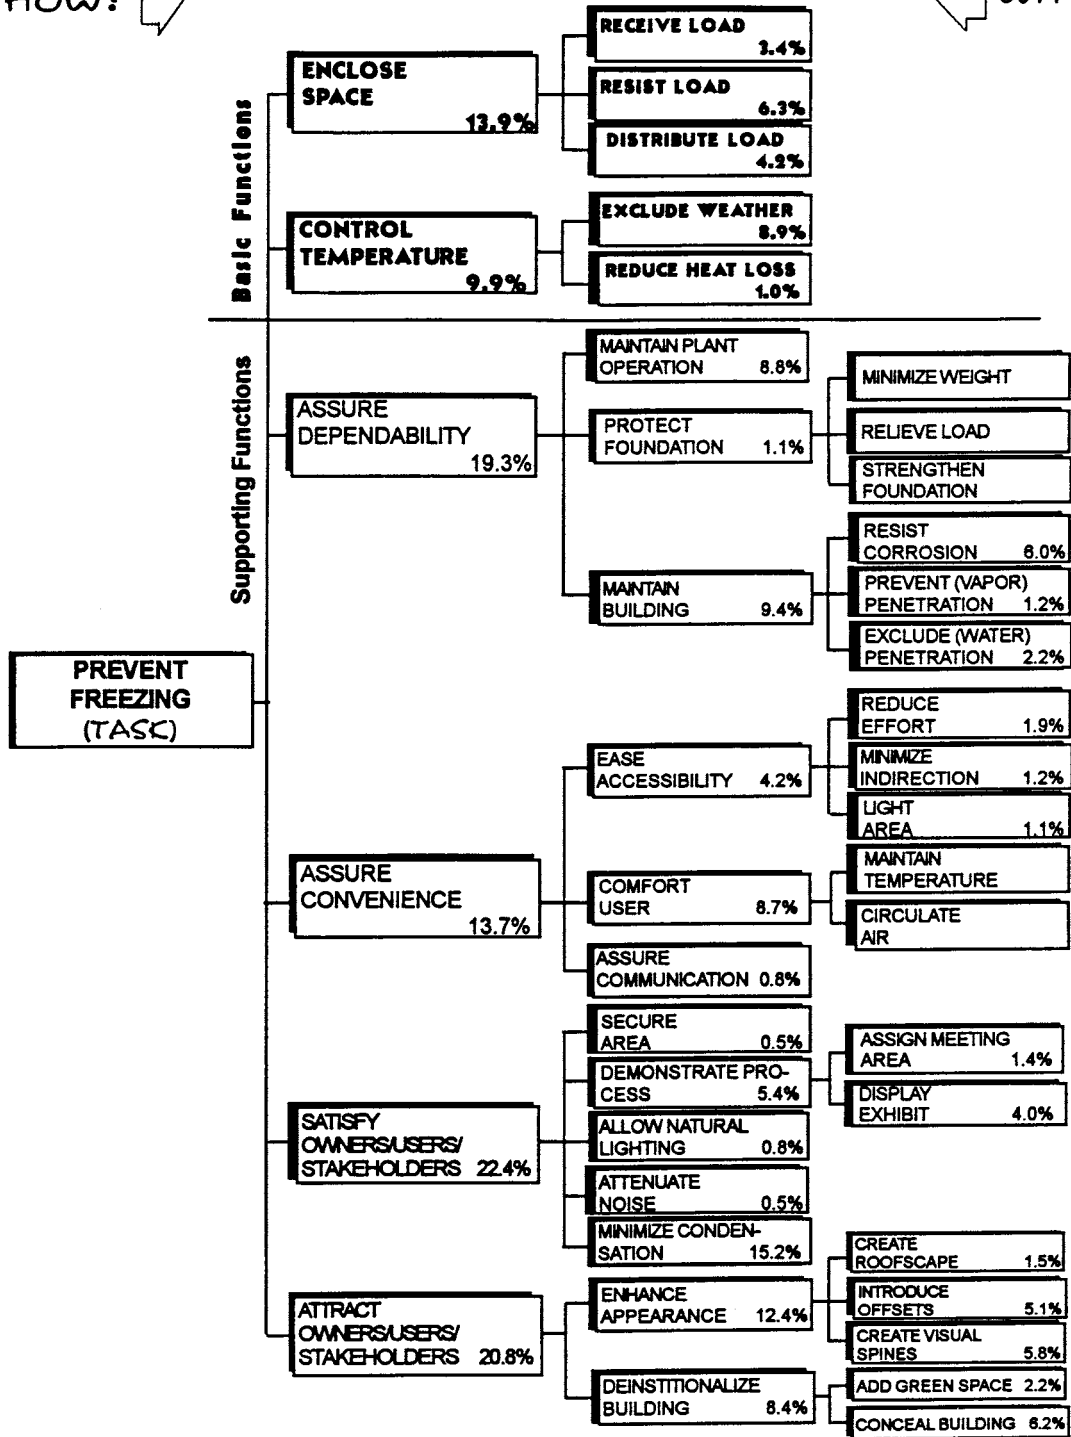 HOW?
RECEIVE LOAD
3.4%
ENCLOSE
SPACE
13.9%
RESIST LOAD
6.3%
DISTRIBUTE LOAD
4.2%
Basic Functions
EXCLUDE WEATHER
8.9%
CONTROL
TEMPERATURE
9.9%
REDUCE HEAT LOSS
1.0%
Supporting Functions
MAINTAIN PLANT
OPERATION 8.8%
ASSURE
DEPENDABILITY
19.3%
PROTECT
FOUNDATION 1.1%
MINIMIZE WEIGHT
RELIEVE LOAD
STRENGTHEN
FOUNDATION
MAINTAIN
BUILDING 9.4%
RESIST
CORROSION 6.0%
PREVENT (VAPOR)
PENETRATION 1.2%
EXCLUDE (WATER)
PENETRATION 2.2%
PREVENT
FREEZING
(TASK)
EASE
ACCESSIBILITY 4.2%
REDUCE
EFFORT 1.9%
MINIMIZE
INDIRECTION 1.2%
LIGHT
AREA 1.1%
ASSURE
CONVENIENCE
13.7%
COMFORT
USER 8.7%
MAINTAIN
TEMPERATURE
CIRCULATE
AIR
ASSURE
COMMUNICATION 0.8%
SECURE
AREA 0.5%
SATISFY
OWNERS/USERS/
STAKEHOLDERS 22.4%
DEMONSTRATE PRO-
CESS 5.4%
ASSIGN MEETING
AREA 1.4%
DISPLAY
EXHIBIT 4.0%
ALLOW NATURAL
LIGHTING 0.8%
ATTENUATE
NOISE 0.5%
MINIMIZE CONDEN-
SATION 15.2%
ATTRACT
OWNERS/USERS/
STAKEHOLDERS 20.8%
ENHANCE
APPEARANCE 12.4%
CREATE
ROOFSCAPE 1.5%
INTRODUCE
OFFSETS 5.1%
CREATE VISUAL
SPINES 5.8%
DEINSTITIONALIZE
BUILDING 8.4%
ADD GREEN SPACE 2.2%
CONCEAL BUILDING 6.2%